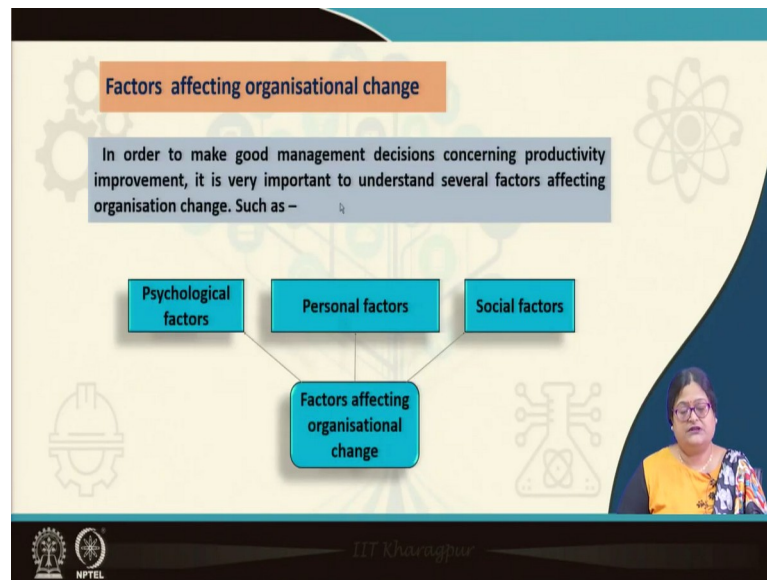 Factors affecting organisational change
In order to make good management decisions concerning productivity
improvement, it is very important to understand several factors affecting
organisation change. Such as –
Psychological
factors
Personal factors
Social factors
Factors affecting
organisational
change
NPTEL
IIT Kharagpur